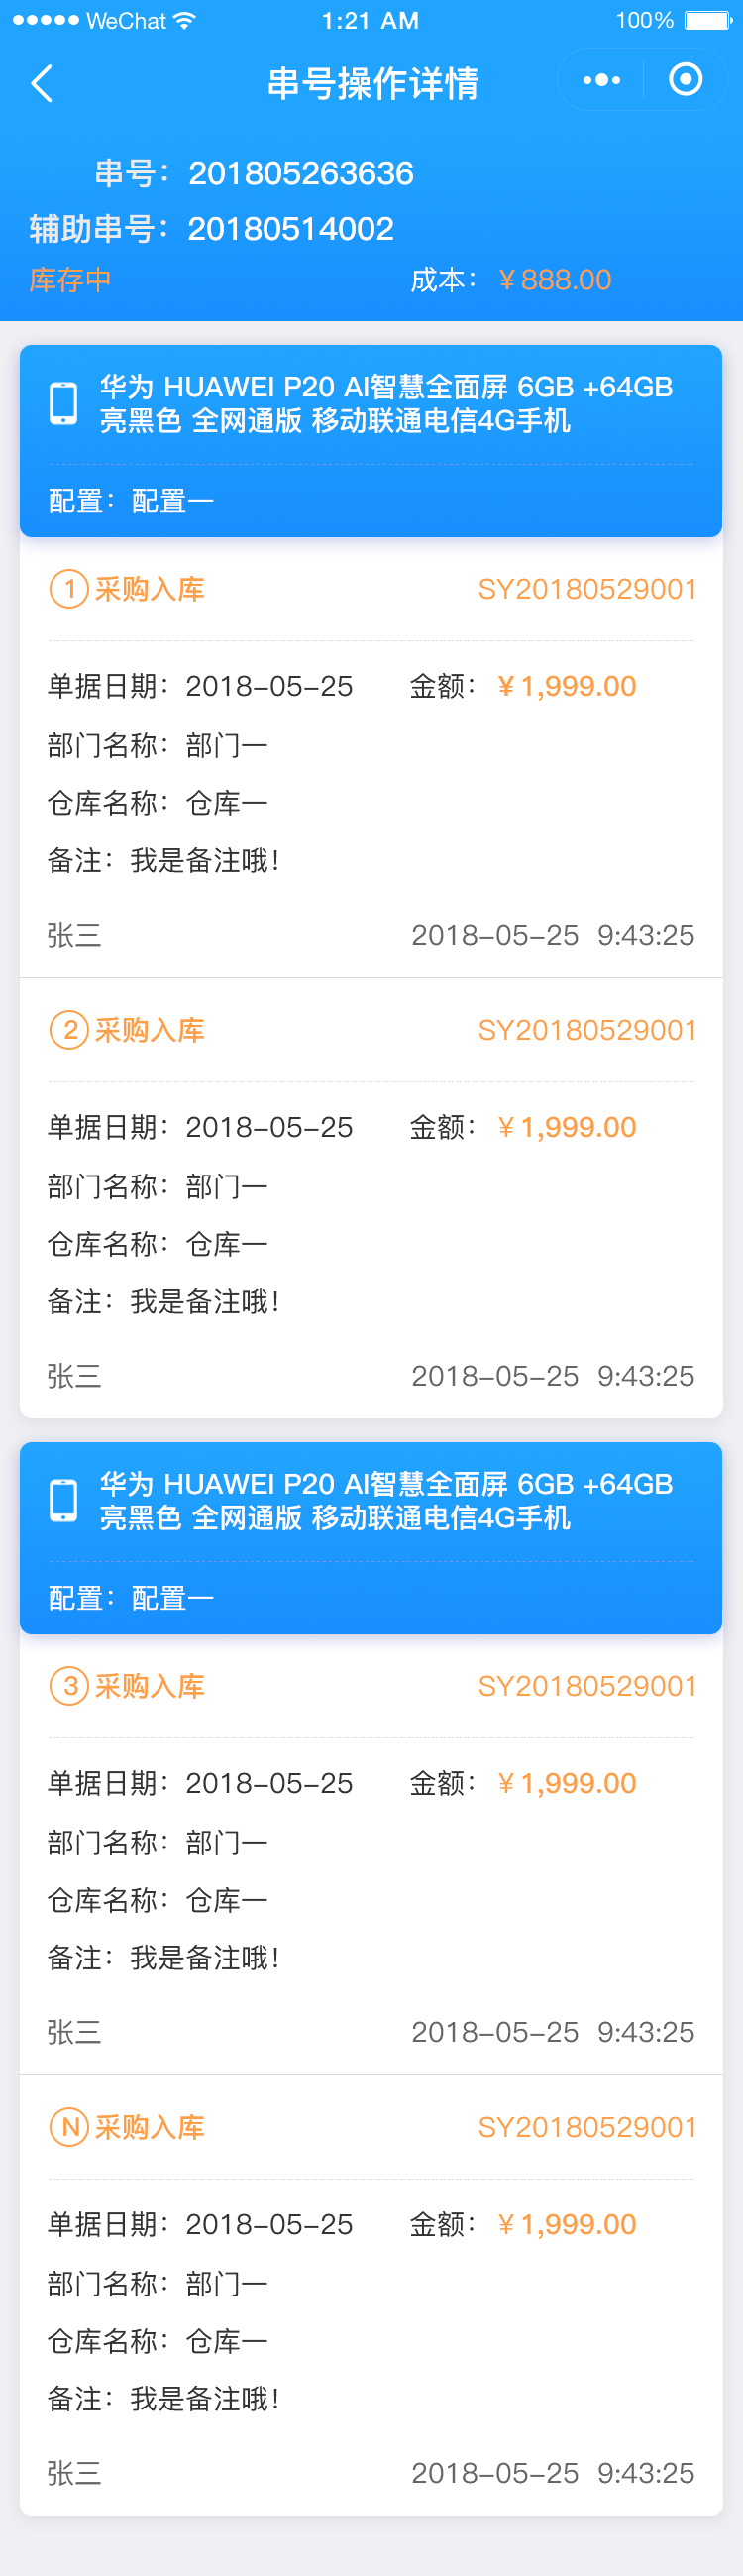 WeChat 1:21 AM 100%
串号操作详情
串号：201805263636
辅助串号：20180514002
库存中 成本：￥888.00
华为 HUAWEI P20 AI智慧全面屏 6GB +64GB
亮黑色 全网通版 移动联通电信4G手机
配置：配置一
1 采购入库 SY20180529001
单据日期：2018-05-25 金额：￥1,999.00
部门名称：部门一
仓库名称：仓库一
备注：我是备注哦！
张三 2018-05-25 9:43:25
2 采购入库 SY20180529001
单据日期：2018-05-25 金额：￥1,999.00
部门名称：部门一
仓库名称：仓库一
备注：我是备注哦！
张三 2018-05-25 9:43:25
华为 HUAWEI P20 AI智慧全面屏 6GB +64GB
亮黑色 全网通版 移动联通电信4G手机
配置：配置一
3 采购入库 SY20180529001
单据日期：2018-05-25 金额：￥1,999.00
部门名称：部门一
仓库名称：仓库一
备注：我是备注哦！
张三 2018-05-25 9:43:25
N 采购入库 SY20180529001
单据日期：2018-05-25 金额：￥1,999.00
部门名称：部门一
仓库名称：仓库一
备注：我是备注哦！
张三 2018-05-25 9:43:25